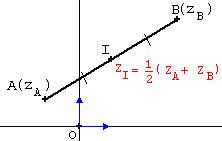 B(z_B)
I
z_I = 1/2 (z_A + z_B)
A(z_A)
O